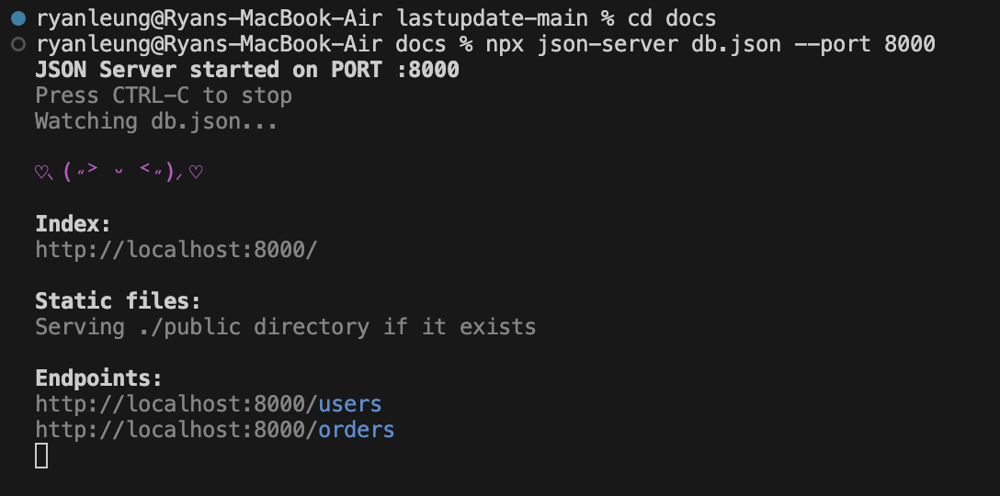 ryanleung@Ryans-MacBook-Air lastupdate-main % cd docs
ryanleung@Ryans-MacBook-Air docs % npx json-server db.json --port 8000
JSON Server started on PORT :8000
Press CTRL-C to stop
Watching db.json...
♡⸜(˶˃ ᵕ ˂˶)⸝♡
Index:
http://localhost:8000/
Static files:
Serving ./public directory if it exists
Endpoints:
http://localhost:8000/users
http://localhost:8000/orders